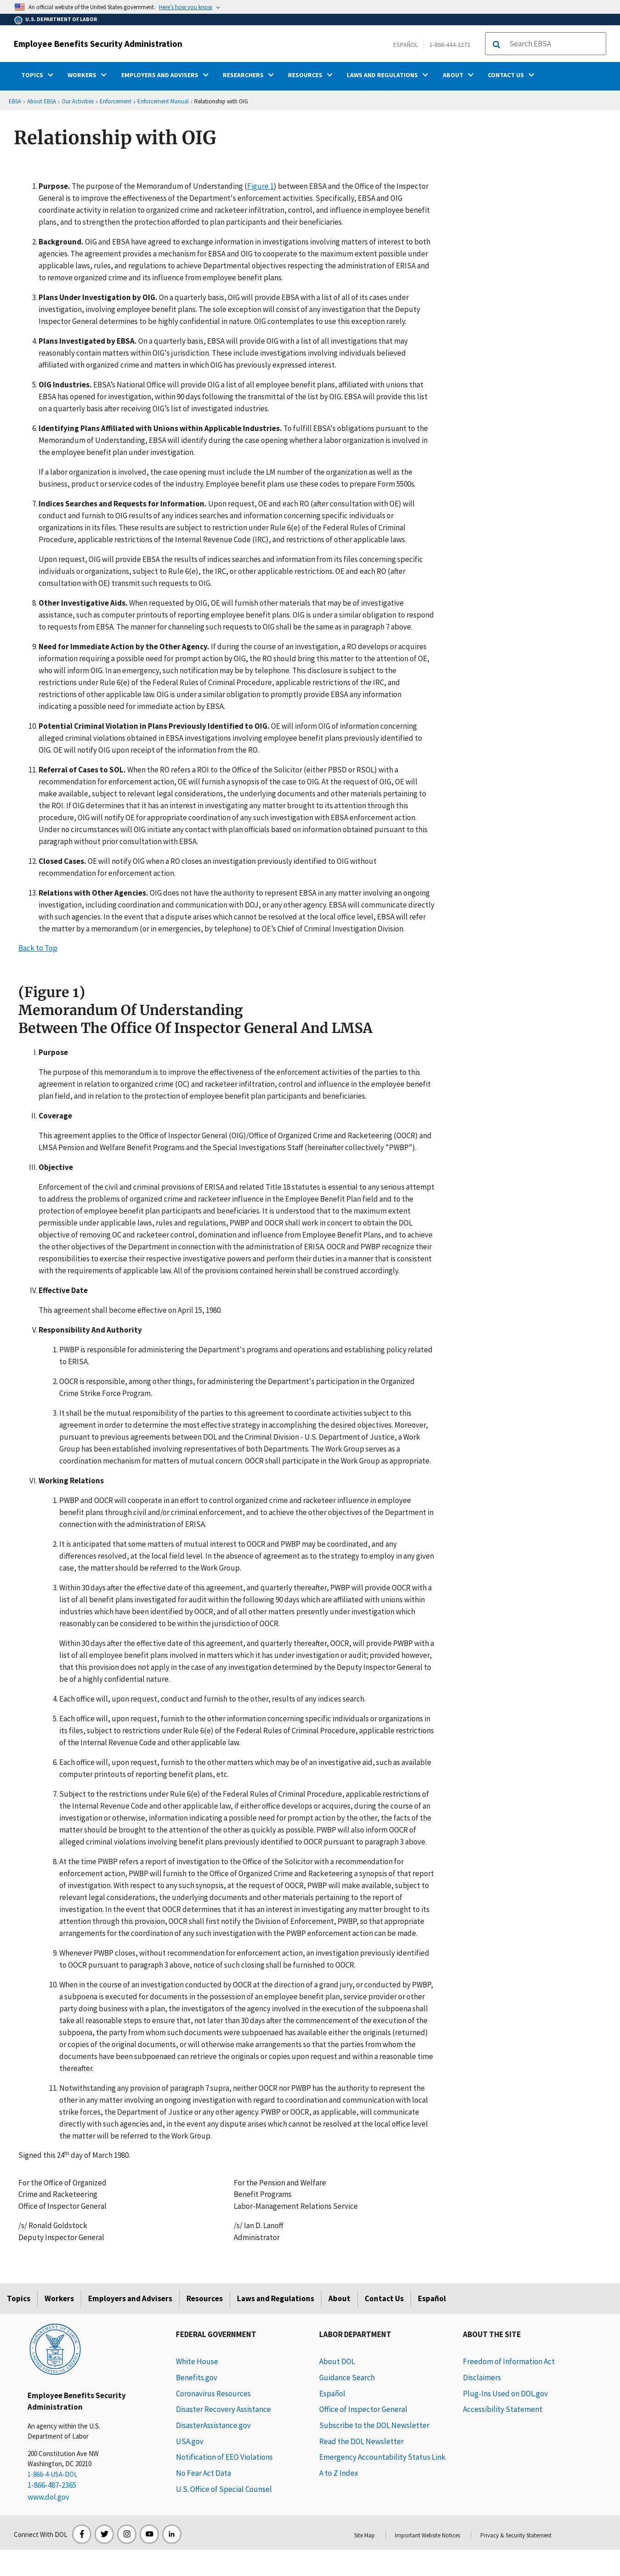 An official website of the United States government. Here's how you know
U.S. DEPARTMENT OF LABOR
Employee Benefits Security Administration
ESPAÑOL
1-866-444-3272
Search EBSA
TOPICS WORKERS EMPLOYERS AND ADVISERS RESEARCHERS RESOURCES LAWS AND REGULATIONS ABOUT CONTACT US
EBSA › About EBSA › Our Activities › Enforcement › Enforcement Manual › Relationship with OIG
Relationship with OIG
1. Purpose. The purpose of the Memorandum of Understanding (Figure 1) between EBSA and the Office of the Inspector
General is to improve the effectiveness of the Department's enforcement activities. Specifically, EBSA and OIG
coordinate activity in relation to organized crime and racketeer infiltration, control, and influence in employee benefit
plans, and to strengthen the protection afforded to plan participants and their beneficiaries.
2. Background. OIG and EBSA have agreed to exchange information in investigations involving matters of interest to both
agencies. The agreement provides a mechanism for EBSA and OIG to cooperate to the maximum extent possible under
applicable laws, rules, and regulations to achieve Departmental objectives respecting the administration of ERISA and
to remove organized crime and its influence from employee benefit plans.
3. Plans Under Investigation by OIG. On a quarterly basis, OIG will provide EBSA with a list of all of its cases under
investigation, involving employee benefit plans. The sole exception will consist of any investigation that the Deputy
Inspector General determines to be highly confidential in nature. OIG contemplates to use this exception rarely.
4. Plans Investigated by EBSA. On a quarterly basis, EBSA will provide OIG with a list of all investigations that may
reasonably contain matters within OIG's jurisdiction. These include investigations involving individuals believed
affiliated with organized crime and matters in which OIG has previously expressed interest.
5. OIG Industries. EBSA’s National Office will provide OIG a list of all employee benefit plans, affiliated with unions that
EBSA has opened for investigation, within 90 days following the transmittal of the list by OIG. EBSA will provide this list
on a quarterly basis after receiving OIG’s list of investigated industries.
6. Identifying Plans Affiliated with Unions within Applicable Industries. To fulfill EBSA's obligations pursuant to the
Memorandum of Understanding, EBSA will identify during the case opening whether a labor organization is involved in
the employee benefit plan under investigation.
If a labor organization is involved, the case opening must include the LM number of the organization as well as the
business, product or service codes of the industry. Employee benefit plans use these codes to prepare Form 5500s.
7. Indices Searches and Requests for Information. Upon request, OE and each RO (after consultation with OE) will
conduct and furnish to OIG results of any indices search and information concerning specific individuals or
organizations in its files. These results are subject to restriction under Rule 6(e) of the Federal Rules of Criminal
Procedure, applicable restrictions of the Internal Revenue Code (IRC), and restrictions of other applicable laws.
Upon request, OIG will provide EBSA the results of indices searches and information from its files concerning specific
individuals or organizations, subject to Rule 6(e), the IRC, or other applicable restrictions. OE and each RO (after
consultation with OE) transmit such requests to OIG.
8. Other Investigative Aids. When requested by OIG, OE will furnish other materials that may be of investigative
assistance, such as computer printouts of reporting employee benefit plans. OIG is under a similar obligation to respond
to requests from EBSA. The manner for channeling such requests to OIG shall be the same as in paragraph 7 above.
9. Need for Immediate Action by the Other Agency. If during the course of an investigation, a RO develops or acquires
information requiring a possible need for prompt action by OIG, the RO should bring this matter to the attention of OE,
who will inform OIG. In an emergency, such notification may be by telephone. This disclosure is subject to the
restrictions under Rule 6(e) of the Federal Rules of Criminal Procedure, applicable restrictions of the IRC, and
restrictions of other applicable law. OIG is under a similar obligation to promptly provide EBSA any information
indicating a possible need for immediate action by EBSA.
10. Potential Criminal Violation in Plans Previously Identified to OIG. OE will inform OIG of information concerning
alleged criminal violations obtained in EBSA investigations involving employee benefit plans previously identified to
OIG. OE will notify OIG upon receipt of the information from the RO.
11. Referral of Cases to SOL. When the RO refers a ROI to the Office of the Solicitor (either PBSD or RSOL) with a
recommendation for enforcement action, OE will furnish a synopsis of the case to OIG. At the request of OIG, OE will
make available, subject to relevant legal considerations, the underlying documents and other materials pertaining to
the ROI. If OIG determines that it has an interest in investigating any matter brought to its attention through this
procedure, OIG will notify OE for appropriate coordination of any such investigation with EBSA enforcement action.
Under no circumstances will OIG initiate any contact with plan officials based on information obtained pursuant to this
paragraph without prior consultation with EBSA.
12. Closed Cases. OE will notify OIG when a RO closes an investigation previously identified to OIG without
recommendation for enforcement action.
13. Relations with Other Agencies. OIG does not have the authority to represent EBSA in any matter involving an ongoing
investigation, including coordination and communication with DOJ, or any other agency. EBSA will communicate directly
with such agencies. In the event that a dispute arises which cannot be resolved at the local office level, EBSA will refer
the matter by a memorandum (or in emergencies, by telephone) to OE’s Chief of Criminal Investigation Division.
Back to Top
(Figure 1)
Memorandum Of Understanding
Between The Office Of Inspector General And LMSA
I. Purpose
The purpose of this memorandum is to improve the effectiveness of the enforcement activities of the parties to this
agreement in relation to organized crime (OC) and racketeer infiltration, control and influence in the employee benefit
plan field, and in relation to the protection of employee benefit plan participants and beneficiaries.
II. Coverage
This agreement applies to the Office of Inspector General (OIG)/Office of Organized Crime and Racketeering (OOCR) and
LMSA Pension and Welfare Benefit Programs and the Special Investigations Staff (hereinafter collectively "PWBP").
III. Objective
Enforcement of the civil and criminal provisions of ERISA and related Title 18 statutes is essential to any serious attempt
to address the problems of organized crime and racketeer influence in the Employee Benefit Plan field and to the
protection of employee benefit plan participants and beneficiaries. It is understood that to the maximum extent
permissible under applicable laws, rules and regulations, PWBP and OOCR shall work in concert to obtain the DOL
objective of removing OC and racketeer control, domination and influence from Employee Benefit Plans, and to achieve
the other objectives of the Department in connection with the administration of ERISA. OOCR and PWBP recognize their
responsibilities to exercise their respective investigative powers and perform their duties in a manner that is consistent
with the requirements of applicable law. All of the provisions contained herein shall be construed accordingly.
IV. Effective Date
This agreement shall become effective on April 15, 1980.
V. Responsibility And Authority
1. PWBP is responsible for administering the Department's programs and operations and establishing policy related
to ERISA.
2. OOCR is responsible, among other things, for administering the Department's participation in the Organized
Crime Strike Force Program.
3. It shall be the mutual responsibility of the parties to this agreement to coordinate activities subject to this
agreement in order to determine the most effective strategy in accomplishing the desired objectives. Moreover,
pursuant to previous agreements between DOL and the Criminal Division - U.S. Department of Justice, a Work
Group has been established involving representatives of both Departments. The Work Group serves as a
coordination mechanism for matters of mutual concern. OOCR shall participate in the Work Group as appropriate.
VI. Working Relations
1. PWBP and OOCR will cooperate in an effort to control organized crime and racketeer influence in employee
benefit plans through civil and/or criminal enforcement, and to achieve the other objectives of the Department in
connection with the administration of ERISA.
2. It is anticipated that some matters of mutual interest to OOCR and PWBP may be coordinated, and any
differences resolved, at the local field level. In the absence of agreement as to the strategy to employ in any given
case, the matter should be referred to the Work Group.
3. Within 30 days after the effective date of this agreement, and quarterly thereafter, PWBP will provide OOCR with a
list of all benefit plans investigated for audit within the following 90 days which are affiliated with unions within
industries which have been identified by OOCR, and of all other matters presently under investigation which
reasonably can be considered to be within the jurisdiction of OOCR.
Within 30 days after the effective date of this agreement, and quarterly thereafter, OOCR, will provide PWBP with a
list of all employee benefit plans involved in matters which it has under investigation or audit; provided however,
that this provision does not apply in the case of any investigation determined by the Deputy Inspector General to
be of a highly confidential nature.
4. Each office will, upon request, conduct and furnish to the other, results of any indices search.
5. Each office will, upon request, furnish to the other information concerning specific individuals or organizations in
its files, subject to restrictions under Rule 6(e) of the Federal Rules of Criminal Procedure, applicable restrictions
of the Internal Revenue Code and other applicable law.
6. Each office will, upon request, furnish to the other matters which may be of an investigative aid, such as available
computer printouts of reporting benefit plans, etc.
7. Subject to the restrictions under Rule 6(e) of the Federal Rules of Criminal Procedure, applicable restrictions of
the Internal Revenue Code and other applicable law, if either office develops or acquires, during the course of an
investigation or otherwise, information indicating a possible need for prompt action by the other, the facts of the
matter should be brought to the attention of the other as quickly as possible. PWBP will also inform OOCR of
alleged criminal violations involving benefit plans previously identified to OOCR pursuant to paragraph 3 above.
8. At the time PWBP refers a report of investigation to the Office of the Solicitor with a recommendation for
enforcement action, PWBP will furnish to the Office of Organized Crime and Racketeering a synopsis of that report
of investigation. With respect to any such synopsis, at the request of OOCR, PWBP will make available, subject to
relevant legal considerations, the underlying documents and other materials pertaining to the report of
investigation. In the event that OOCR determines that it has an interest in investigating any matter brought to its
attention through this provision, OOCR shall first notify the Division of Enforcement, PWBP, so that appropriate
arrangements for the coordination of any such investigation with the PWBP enforcement action can be made.
9. Whenever PWBP closes, without recommendation for enforcement action, an investigation previously identified
to OOCR pursuant to paragraph 3 above, notice of such closing shall be furnished to OOCR.
10. When in the course of an investigation conducted by OOCR at the direction of a grand jury, or conducted by PWBP,
a subpoena is executed for documents in the possession of an employee benefit plan, service provider or other
party doing business with a plan, the investigators of the agency involved in the execution of the subpoena shall
take all reasonable steps to ensure that, not later than 30 days after the commencement of the execution of the
subpoena, the party from whom such documents were subpoenaed has available either the originals (returned)
or copies of the original documents, or will otherwise make arrangements so that the parties from whom the
documents have been subpoenaed can retrieve the originals or copies upon request and within a reasonable time
thereafter.
11. Notwithstanding any provision of paragraph 7 supra, neither OOCR nor PWBP has the authority to represent the
other in any matter involving an ongoing investigation with regard to coordination or communication with local
strike forces, the Department of Justice or any other agency. PWBP or OOCR, as applicable, will communicate
directly with such agencies and, in the event any dispute arises which cannot be resolved at the local office level
the matter will be referred to the Work Group.
Signed this 24th day of March 1980.
For the Office of Organized
Crime and Racketeering
Office of Inspector General
/s/ Ronald Goldstock
Deputy Inspector General
For the Pension and Welfare
Benefit Programs
Labor-Management Relations Service
/s/ Ian D. Lanoff
Administrator
Topics Workers Employers and Advisers Resources Laws and Regulations About Contact Us Español
Employee Benefits Security
Administration
An agency within the U.S.
Department of Labor
200 Constitution Ave NW
Washington, DC 20210
1-866-4-USA-DOL
1-866-487-2365
www.dol.gov
FEDERAL GOVERNMENT
White House
Benefits.gov
Coronavirus Resources
Disaster Recovery Assistance
DisasterAssistance.gov
USA.gov
Notification of EEO Violations
No Fear Act Data
U.S. Office of Special Counsel
LABOR DEPARTMENT
About DOL
Guidance Search
Español
Office of Inspector General
Subscribe to the DOL Newsletter
Read the DOL Newsletter
Emergency Accountability Status Link
A to Z Index
ABOUT THE SITE
Freedom of Information Act
Disclaimers
Plug-Ins Used on DOL.gov
Accessibility Statement
Connect With DOL
Site Map
Important Website Notices
Privacy & Security Statement